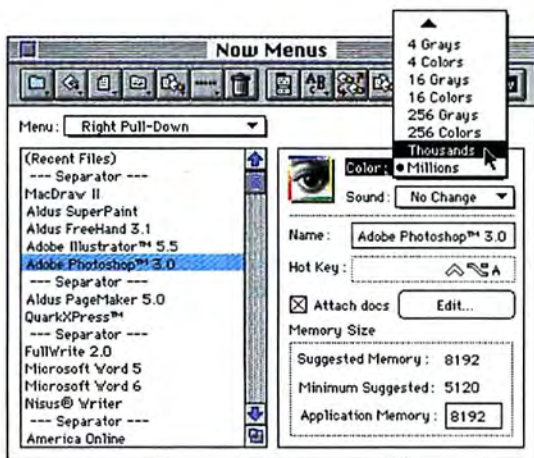 Now Menus
4 Grays
4 Colors
16 Grays
16 Colors
256 Grays
256 Colors
Thousands
Millions
Menu: Right Pull-Down
(Recent Files)
--- Separator ---
MacDraw II
Aldus SuperPaint
Aldus FreeHand 3.1
Adobe Illustrator™ 5.5
Adobe Photoshop™ 3.0
--- Separator ---
Aldus PageMaker 5.0
QuarkXPress™
--- Separator ---
FullWrite 2.0
Microsoft Word 5
Microsoft Word 6
Nisus® Writer
--- Separator ---
America Online
Color:
Sound: No Change
Name: Adobe Photoshop™ 3.0
Hot Key: A
Attach docs Edit...
Memory Size
Suggested Memory: 8192
Minimum Suggested: 5120
Application Memory: 8192